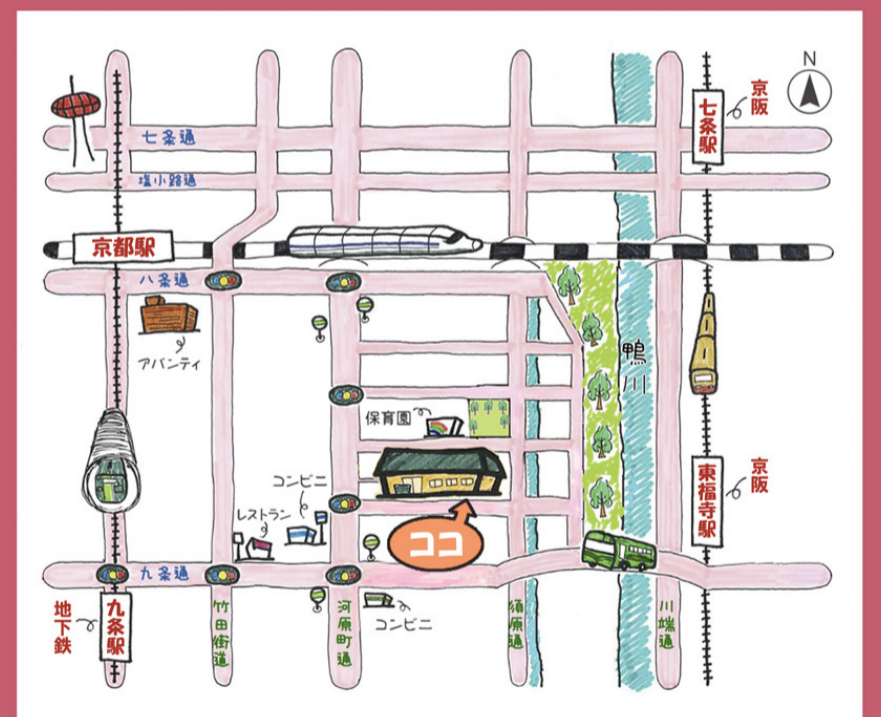 N
京阪
七条駅
七条通
塩小路通
京都駅
八条通
アバンティ
鴨川
保育園
コンビニ
レストラン
ココ
京阪
東福寺駅
九条通
地下鉄
九条駅
竹田街道
河原町通
コンビニ
須原通
川端通